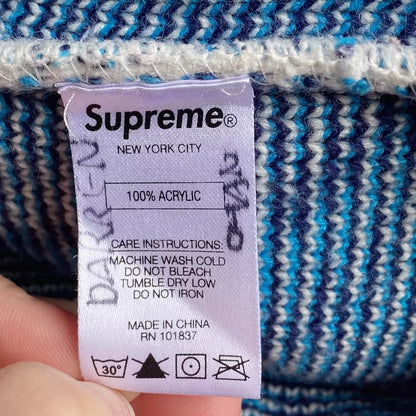 Supreme®
NEW YORK CITY
100% ACRYLIC
CARE INSTRUCTIONS:
MACHINE WASH COLD
DO NOT BLEACH
TUMBLE DRY LOW
DO NOT IRON
MADE IN CHINA
RN 101837
30°
DARREN